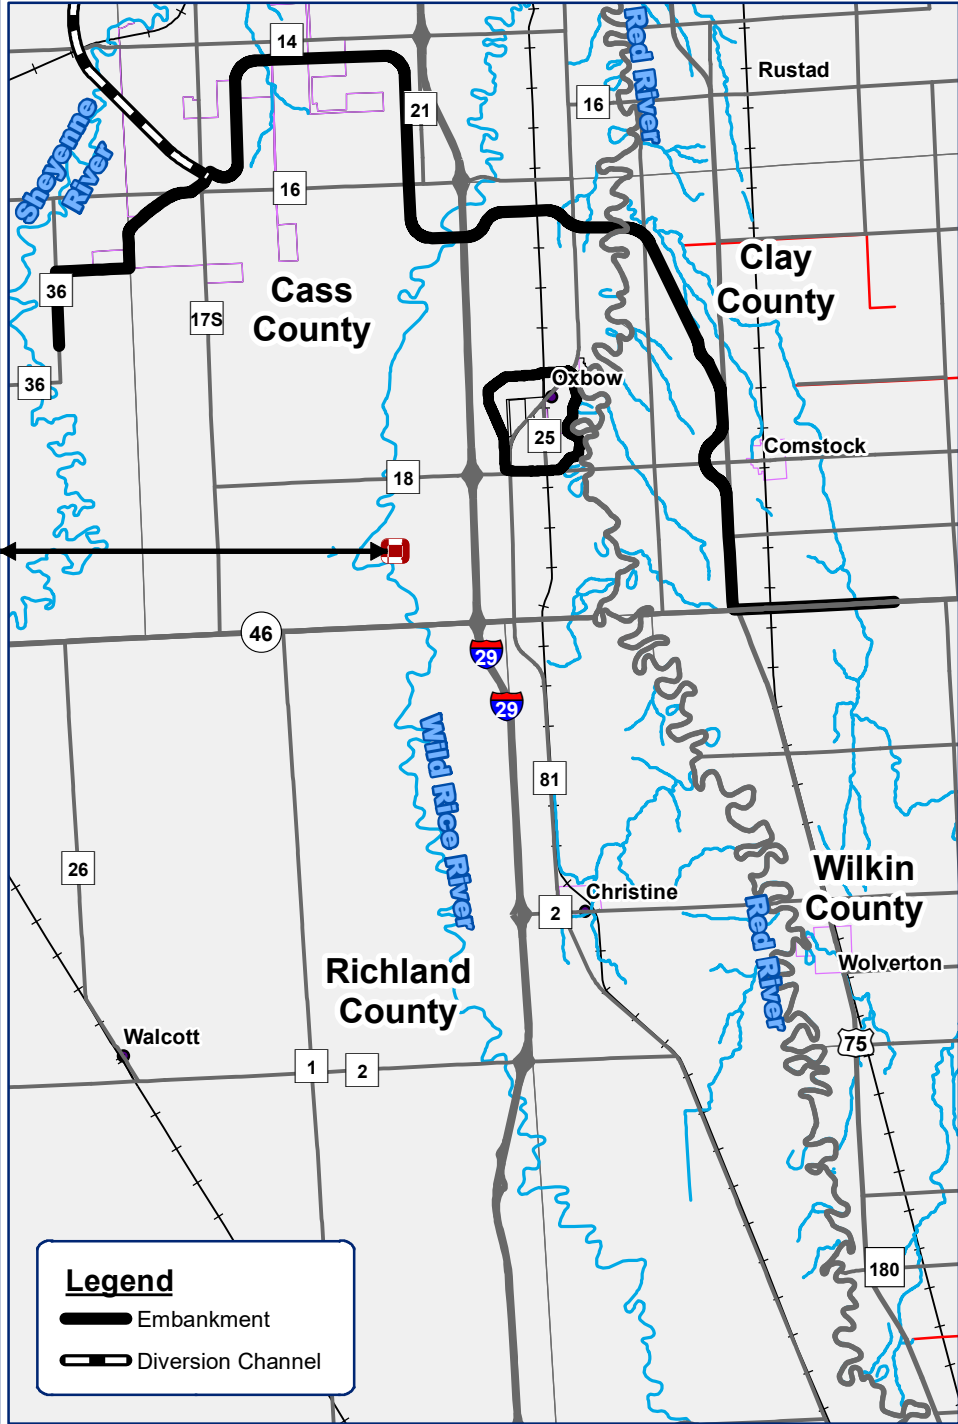 14
Red River
Rustad
21
16
Sheyenne
River
16
Clay
County
Cass
County
36
17S
36
Oxbow
25
Comstock
18
46
29
29
Wild Rice River
81
26
Wilkin
County
Christine
2
Red River
Wolverton
Richland
County
Walcott
75
1
2
180
Legend
Embankment
Diversion Channel